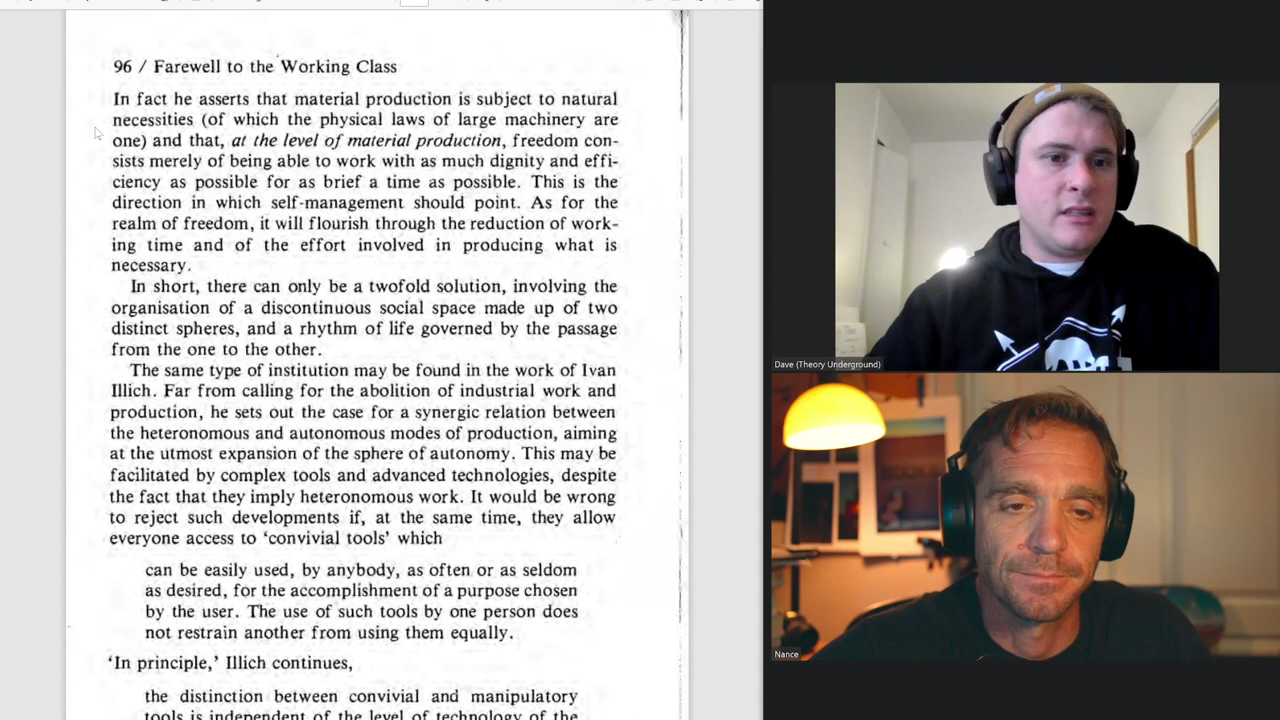 96 / Farewell to the Working Class
In fact he asserts that material production is subject to natural
necessities (of which the physical laws of large machinery are
one) and that, at the level of material production, freedom con-
sists merely of being able to work with as much dignity and effi-
ciency as possible for as brief a time as possible. This is the
direction in which self-management should point. As for the
realm of freedom, it will flourish through the reduction of work-
ing time and of the effort involved in producing what is
necessary.
In short, there can only be a twofold solution, involving the
organisation of a discontinuous social space made up of two
distinct spheres, and a rhythm of life governed by the passage
from the one to the other.
The same type of institution may be found in the work of Ivan
Illich. Far from calling for the abolition of industrial work and
production, he sets out the case for a synergic relation between
the heteronomous and autonomous modes of production, aiming
at the utmost expansion of the sphere of autonomy. This may be
facilitated by complex tools and advanced technologies, despite
the fact that they imply heteronomous work. It would be wrong
to reject such developments if, at the same time, they allow
everyone access to ‘convivial tools’ which
can be easily used, by anybody, as often or as seldom
as desired, for the accomplishment of a purpose chosen
by the user. The use of such tools by one person does
not restrain another from using them equally.
‘In principle,’ Illich continues,
the distinction between convivial and manipulatory
tools is independent of the level of technology of the
Dave (Theory Underground)
Nance